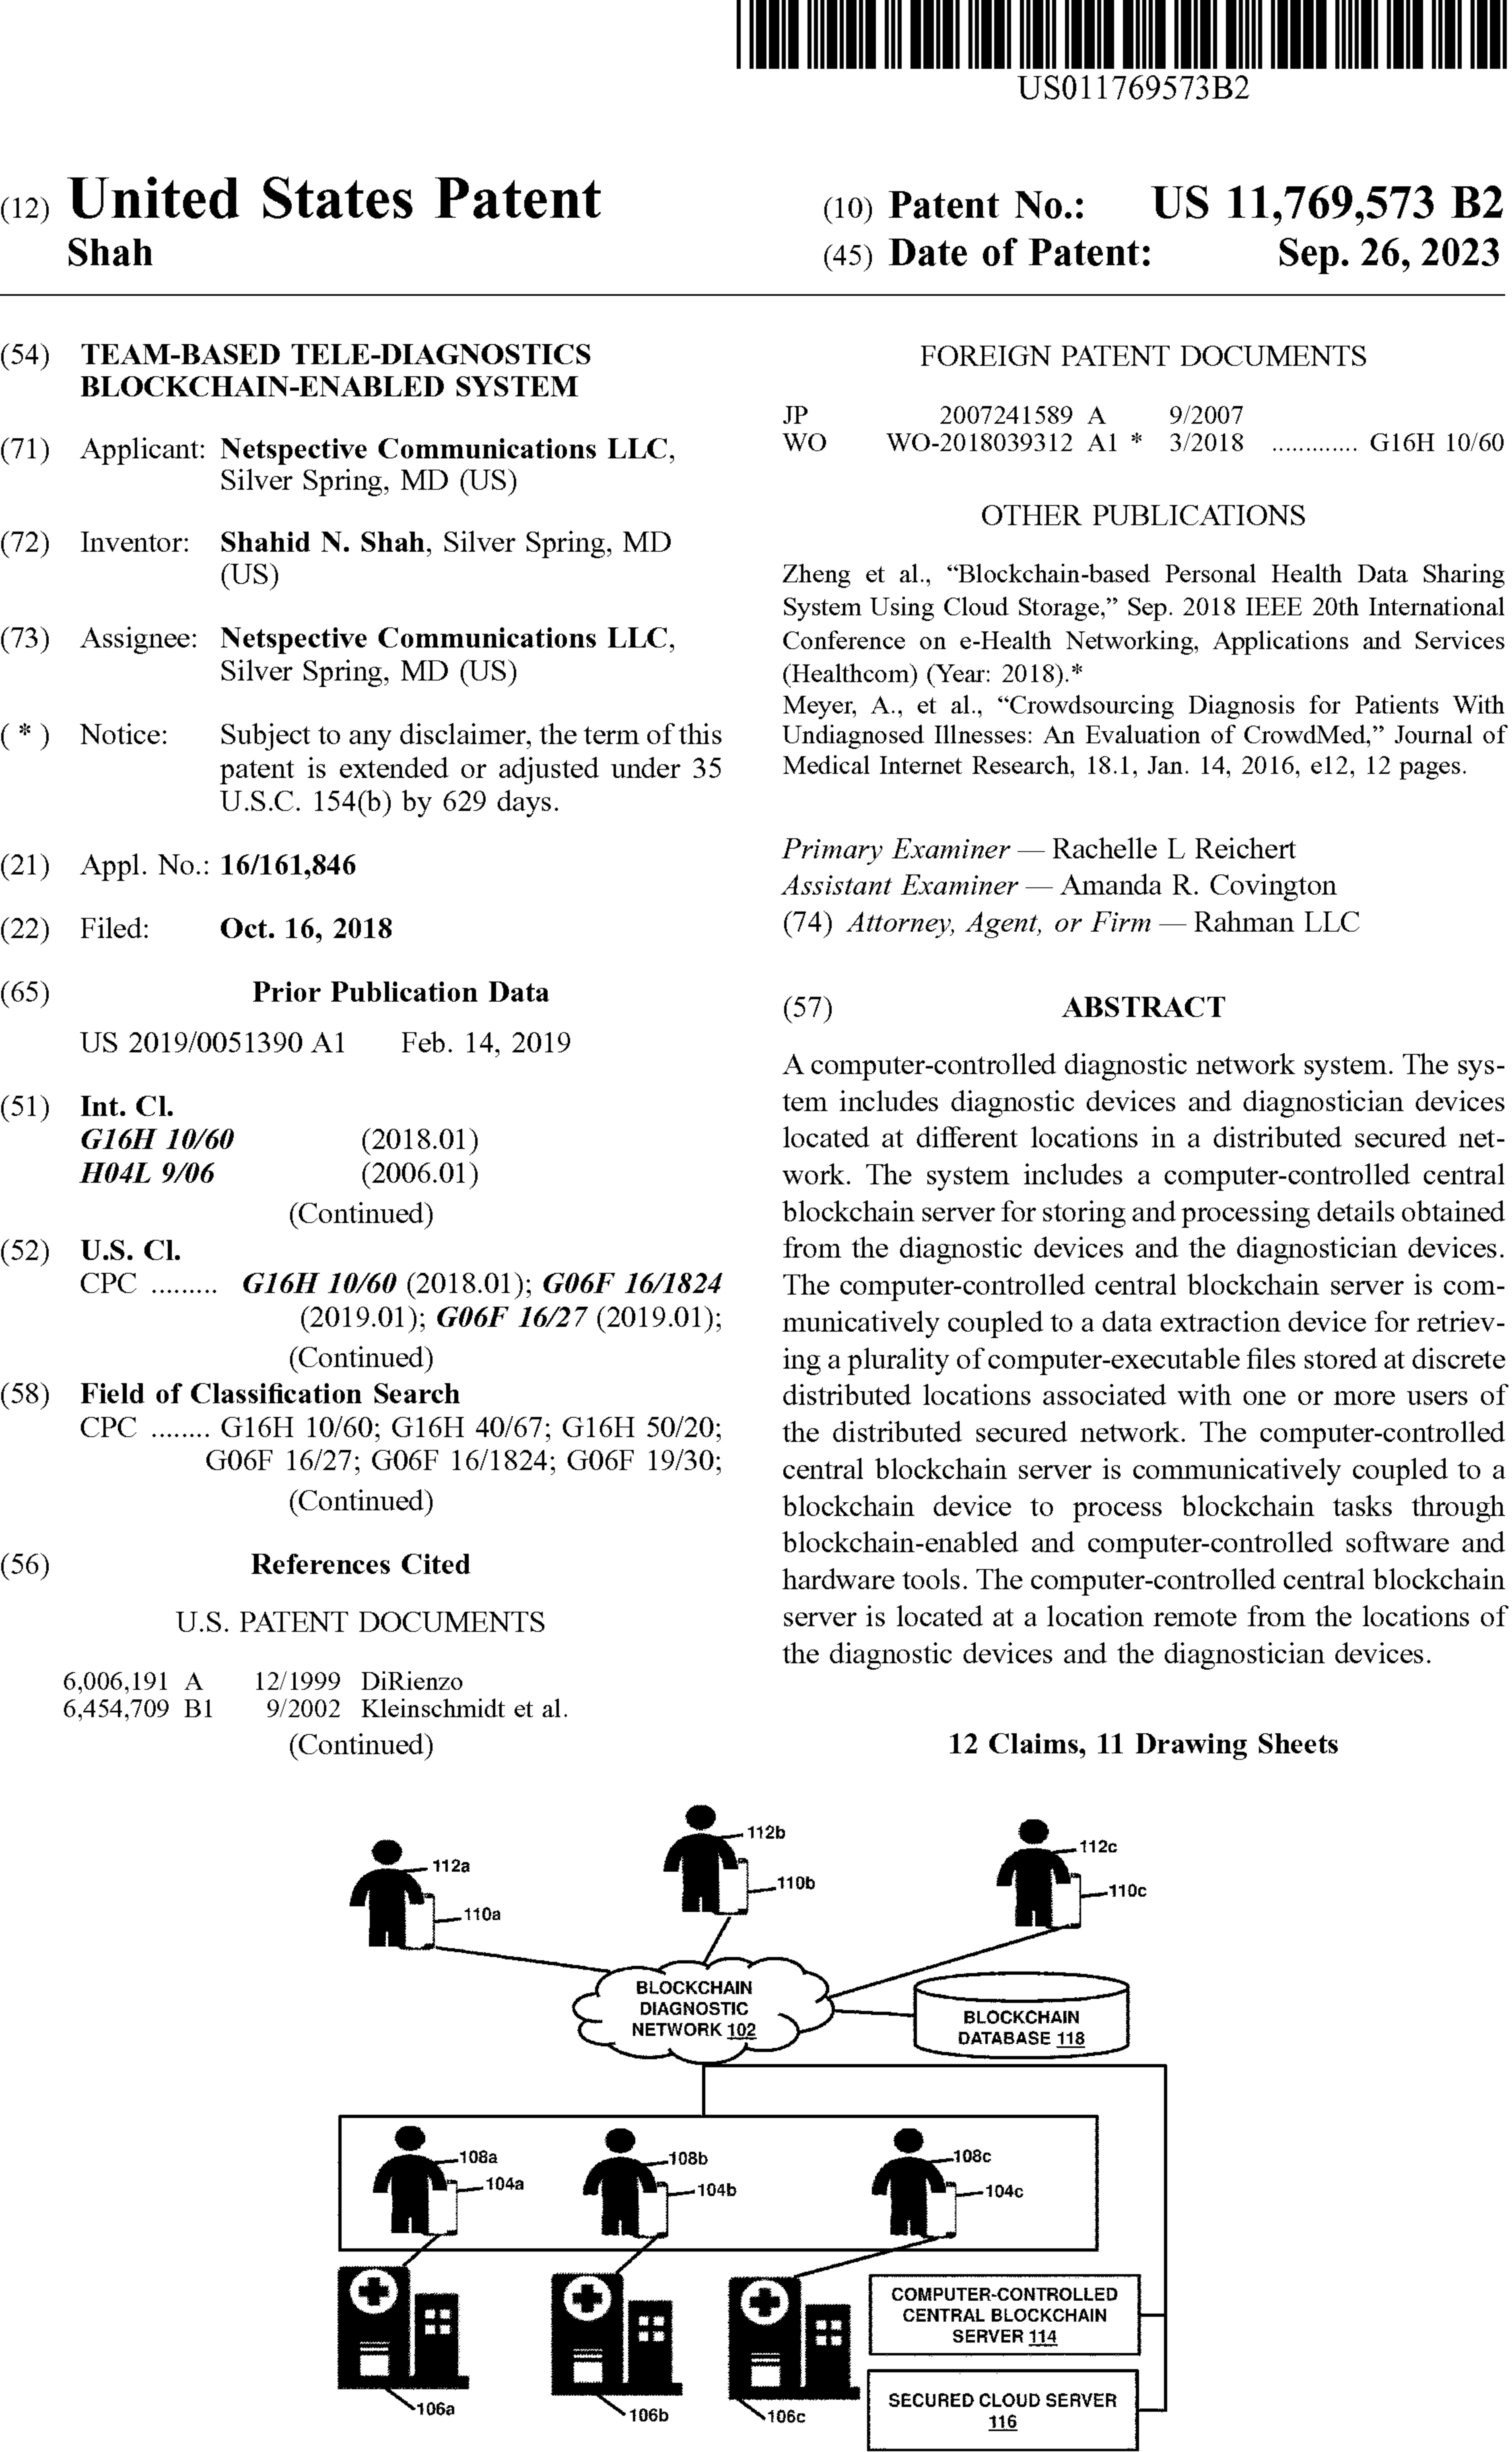 US011769573B2
(12) United States Patent
Shah
(10) Patent No.: US 11,769,573 B2
(45) Date of Patent: Sep. 26, 2023
(54) TEAM-BASED TELE-DIAGNOSTICS
BLOCKCHAIN-ENABLED SYSTEM
(71) Applicant: Netspective Communications LLC,
Silver Spring, MD (US)
(72) Inventor: Shahid N. Shah, Silver Spring, MD
(US)
(73) Assignee: Netspective Communications LLC,
Silver Spring, MD (US)
( * ) Notice: Subject to any disclaimer, the term of this
patent is extended or adjusted under 35
U.S.C. 154(b) by 629 days.
(21) Appl. No.: 16/161,846
(22) Filed: Oct. 16, 2018
(65) Prior Publication Data
US 2019/0051390 A1 Feb. 14, 2019
(51) Int. Cl.
G16H 10/60 (2018.01)
H04L 9/06 (2006.01)
(Continued)
(52) U.S. Cl.
CPC ......... G16H 10/60 (2018.01); G06F 16/1824
(2019.01); G06F 16/27 (2019.01);
(Continued)
(58) Field of Classification Search
CPC ........ G16H 10/60; G16H 40/67; G16H 50/20;
G06F 16/27; G06F 16/1824; G06F 19/30;
(Continued)
(56) References Cited
U.S. PATENT DOCUMENTS
6,006,191 A 12/1999 DiRienzo
6,454,709 B1 9/2002 Kleinschmidt et al.
(Continued)
FOREIGN PATENT DOCUMENTS
JP 2007241589 A 9/2007
WO WO-2018039312 A1 * 3/2018 ............. G16H 10/60
OTHER PUBLICATIONS
Zheng et al., “Blockchain-based Personal Health Data Sharing
System Using Cloud Storage,” Sep. 2018 IEEE 20th International
Conference on e-Health Networking, Applications and Services
(Healthcom) (Year: 2018).*
Meyer, A., et al., “Crowdsourcing Diagnosis for Patients With
Undiagnosed Illnesses: An Evaluation of CrowdMed,” Journal of
Medical Internet Research, 18.1, Jan. 14, 2016, e12, 12 pages.
Primary Examiner — Rachelle L Reichert
Assistant Examiner — Amanda R. Covington
(74) Attorney, Agent, or Firm — Rahman LLC
(57) ABSTRACT
A computer-controlled diagnostic network system. The sys-
tem includes diagnostic devices and diagnostician devices
located at different locations in a distributed secured net-
work. The system includes a computer-controlled central
blockchain server for storing and processing details obtained
from the diagnostic devices and the diagnostician devices.
The computer-controlled central blockchain server is com-
municatively coupled to a data extraction device for retriev-
ing a plurality of computer-executable files stored at discrete
distributed locations associated with one or more users of
the distributed secured network. The computer-controlled
central blockchain server is communicatively coupled to a
blockchain device to process blockchain tasks through
blockchain-enabled and computer-controlled software and
hardware tools. The computer-controlled central blockchain
server is located at a location remote from the locations of
the diagnostic devices and the diagnostician devices.
12 Claims, 11 Drawing Sheets
112a
110a
112b
110b
112c
110c
BLOCKCHAIN
DIAGNOSTIC
NETWORK 102
BLOCKCHAIN
DATABASE 118
108a
104a
108b
104b
108c
104c
106a
106b
106c
COMPUTER-CONTROLLED
CENTRAL BLOCKCHAIN
SERVER 114
SECURED CLOUD SERVER
116